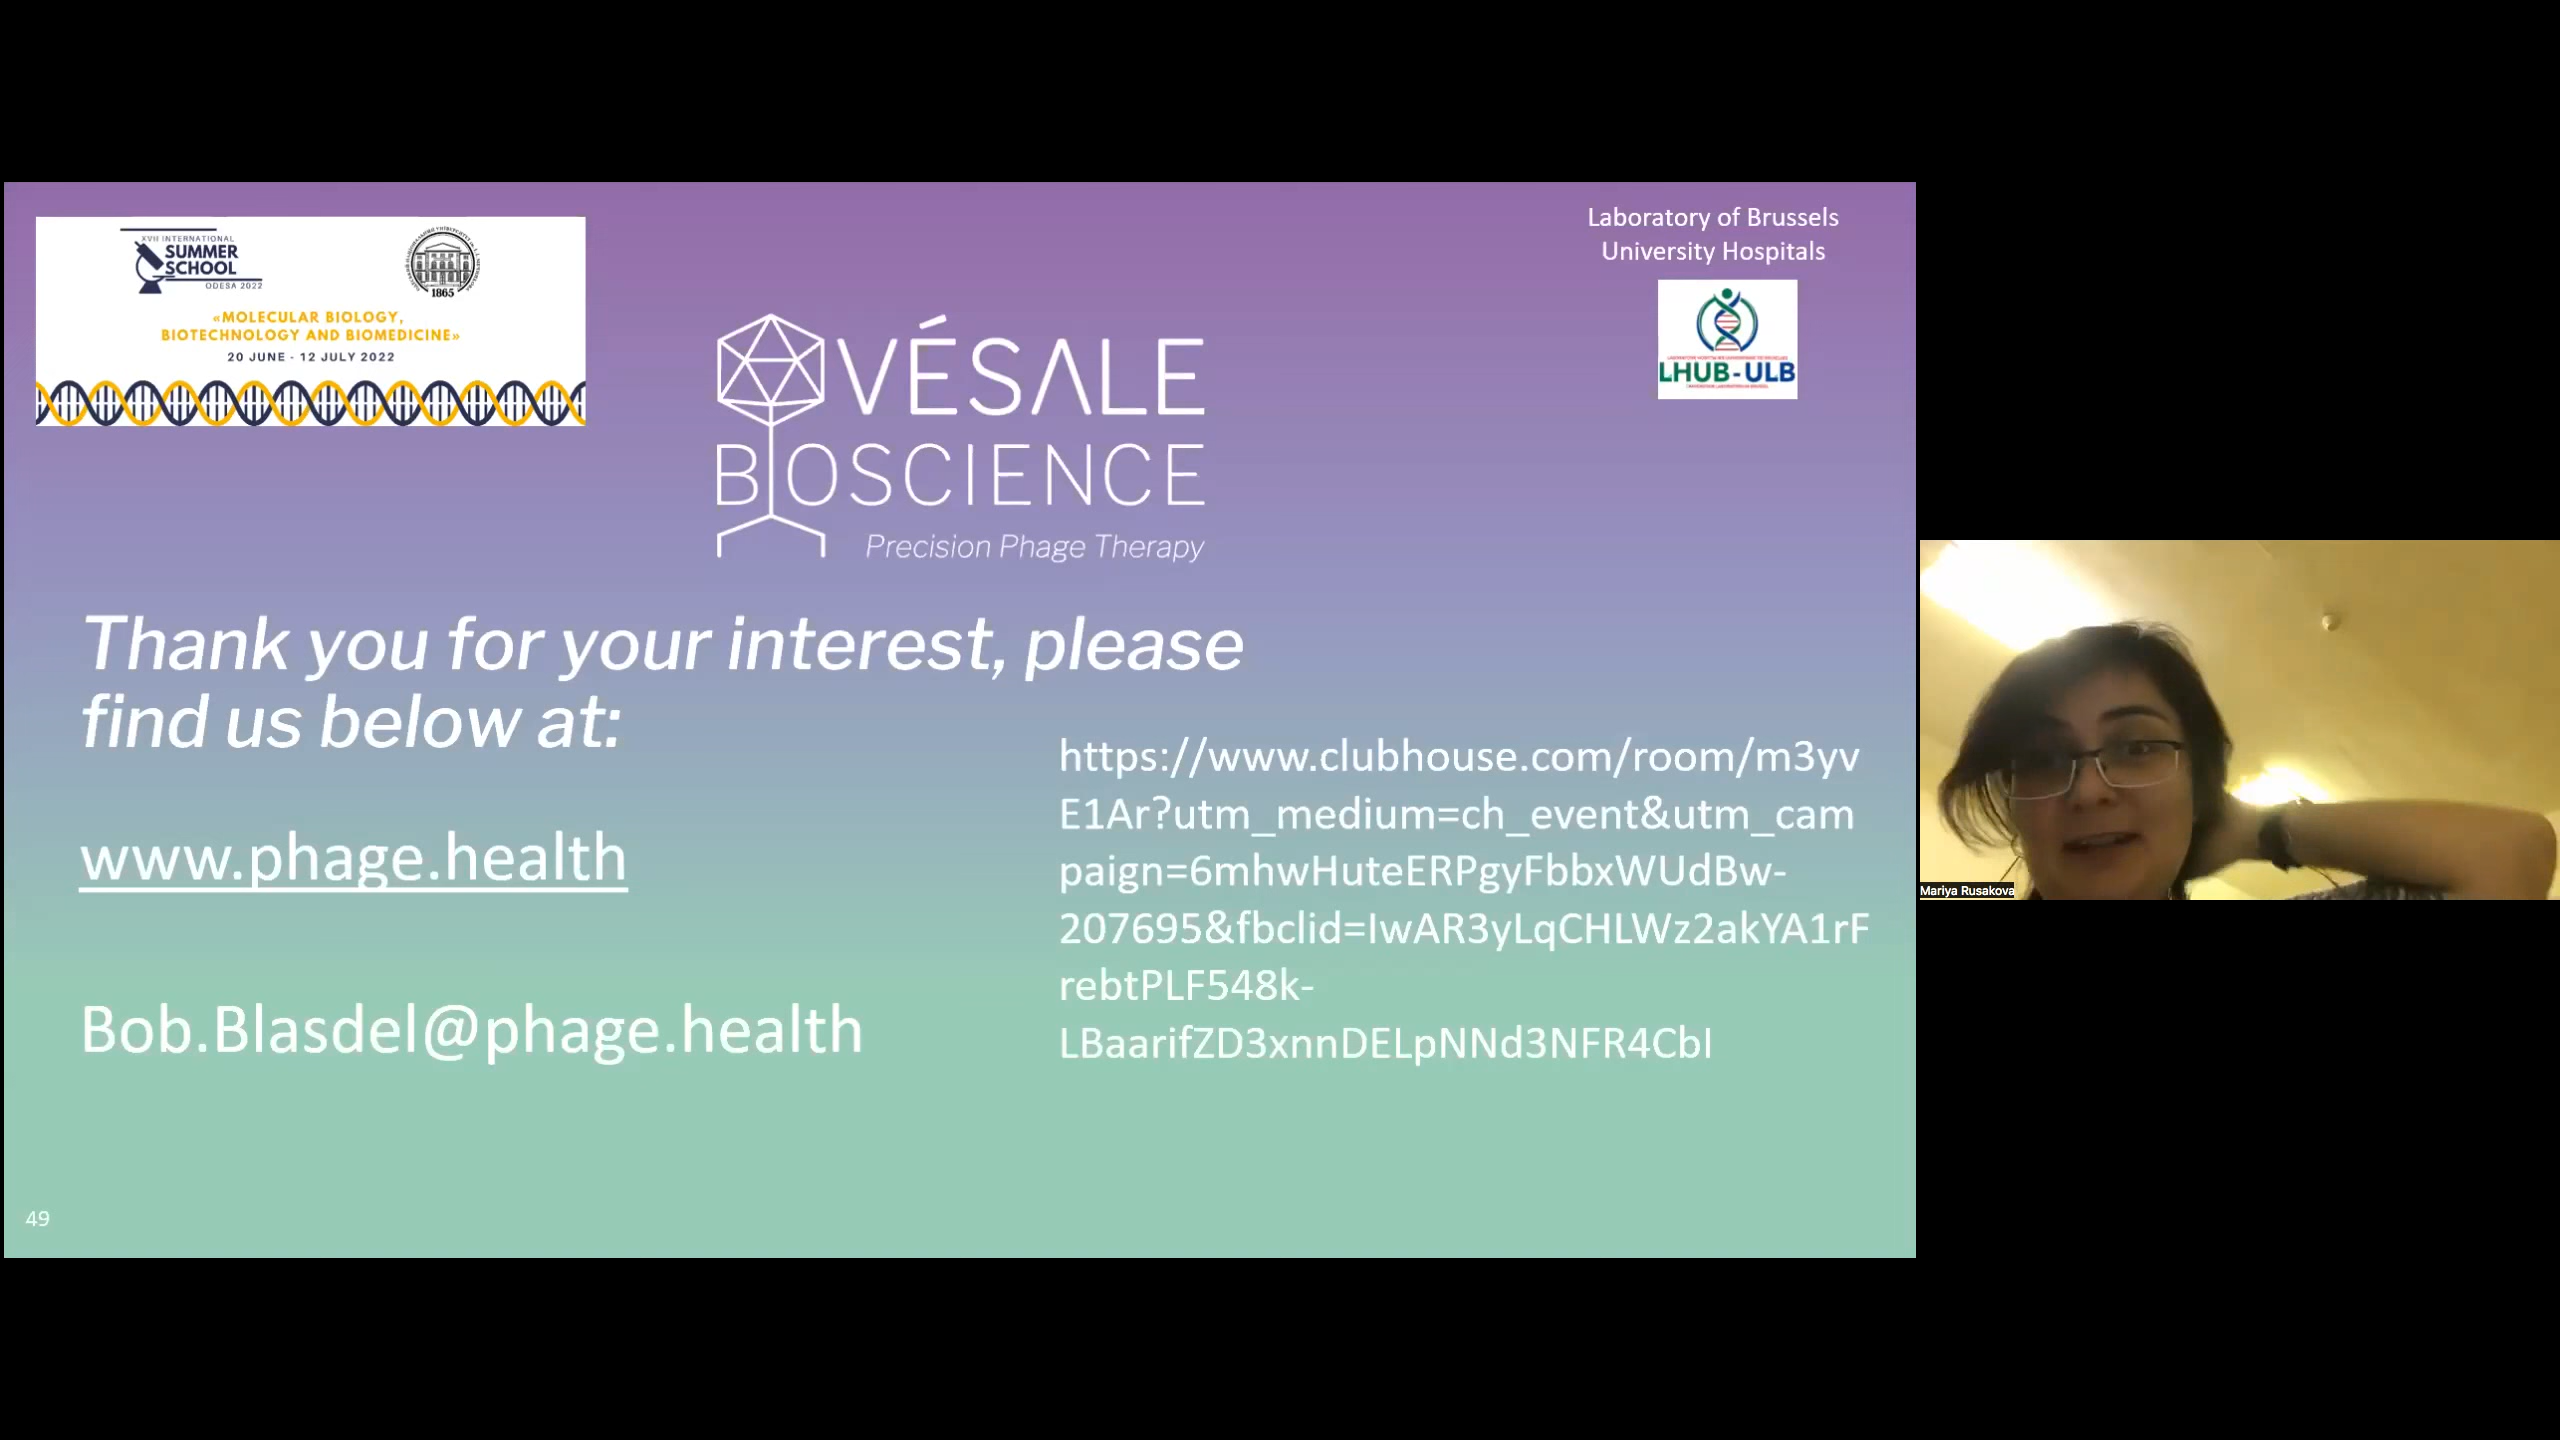 XVII INTERNATIONAL
SUMMER
SCHOOL
ODESA 2022
1865
«MOLECULAR BIOLOGY,
BIOTECHNOLOGY AND BIOMEDICINE»
20 JUNE - 12 JULY 2022
Laboratory of Brussels
University Hospitals
LHUB-ULB
VÉSALE
BIOSCIENCE
Precision Phage Therapy
Thank you for your interest, please
find us below at:
www.phage.health
Bob.Blasdel@phage.health
https://www.clubhouse.com/room/m3yv
E1Ar?utm_medium=ch_event&utm_cam
paign=6mhwHuteERPgyFbbxWUdBw-
207695&fbclid=IwAR3yLqCHLWz2akYA1rF
rebtPLF548k-
LBaarifZD3xnnDELpNNd3NFR4CbI
49
Mariya Rusakova